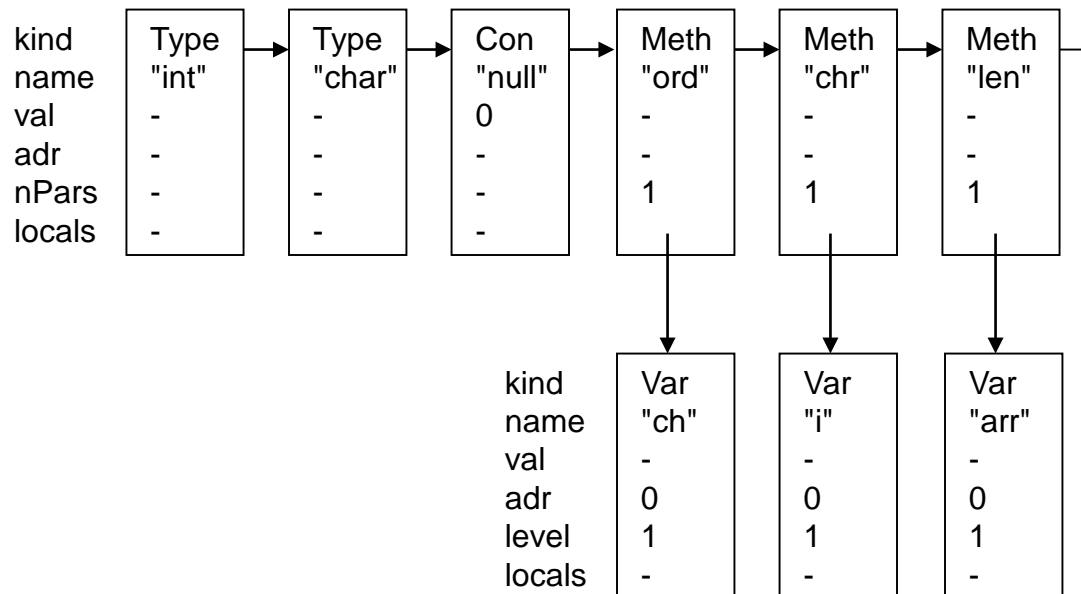 kind Type Type Con Meth Meth Meth
name "int" "char" "null" "ord" "chr" "len"
val - - 0 - - -
adr - - - - - -
nPars - - - 1 1 1
locals - - -
kind Var Var Var
name "ch" "i" "arr"
val - - -
adr 0 0 0
level 1 1 1
locals - - -